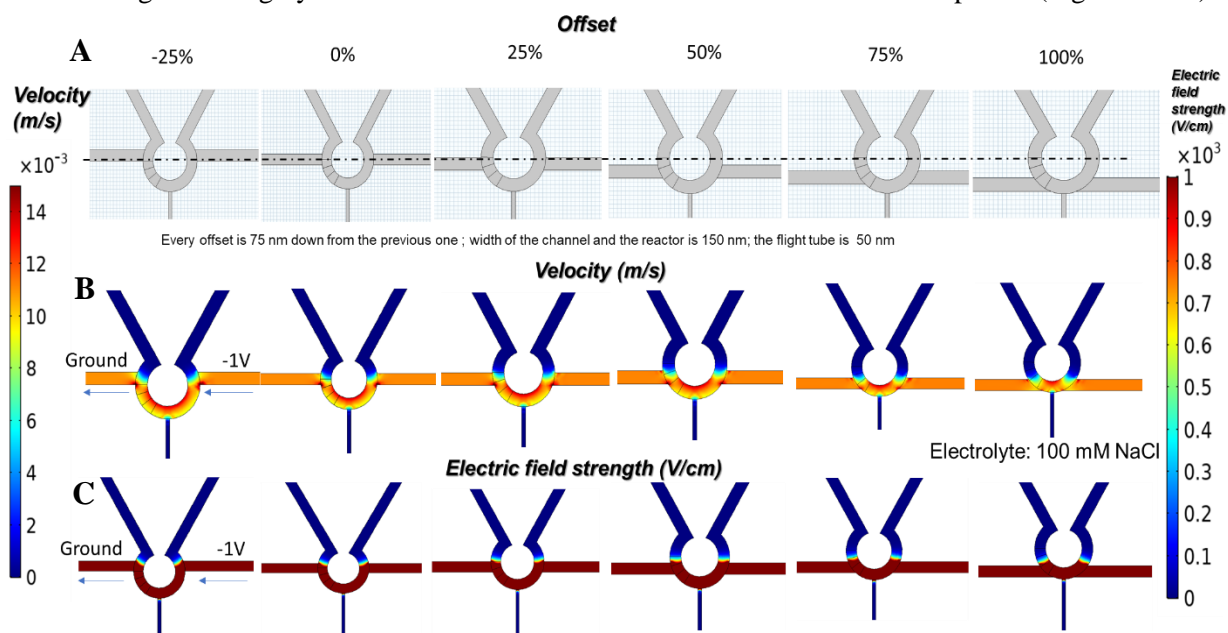 Offset
A
-25%
0%
25%
50%
75%
100%
Velocity
(m/s)
×10⁻³
14
12
10
8
6
4
2
0
Electric
field
strength
(V/cm)
×10³
1
0.9
0.8
0.7
0.6
0.5
0.4
0.3
0.2
0.1
0
Every offset is 75 nm down from the previous one ; width of the channel and the reactor is 150 nm; the flight tube is 50 nm
Velocity (m/s)
B
Ground
-1V
Electrolyte: 100 mM NaCl
Electric field strength (V/cm)
C
Ground
-1V